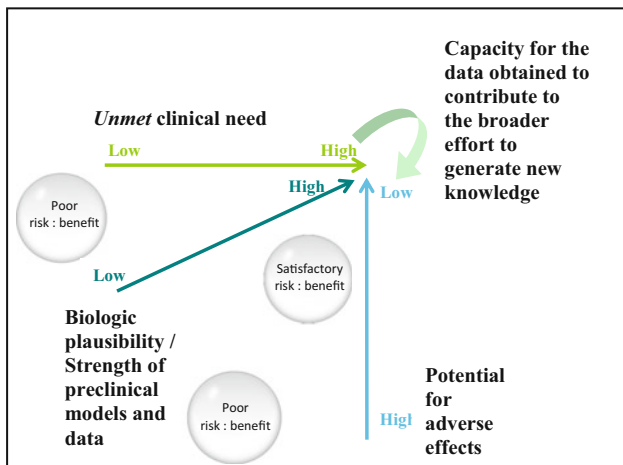 Capacity for the
data obtained to
contribute to
the broader
effort to
generate new
knowledge
Unmet clinical need
Low
High
High
Low
Poor
risk : benefit
Satisfactory
risk : benefit
Low
Biologic
plausibility /
Strength of
preclinical
models and
data
Poor
risk : benefit
High
Potential
for
adverse
effects